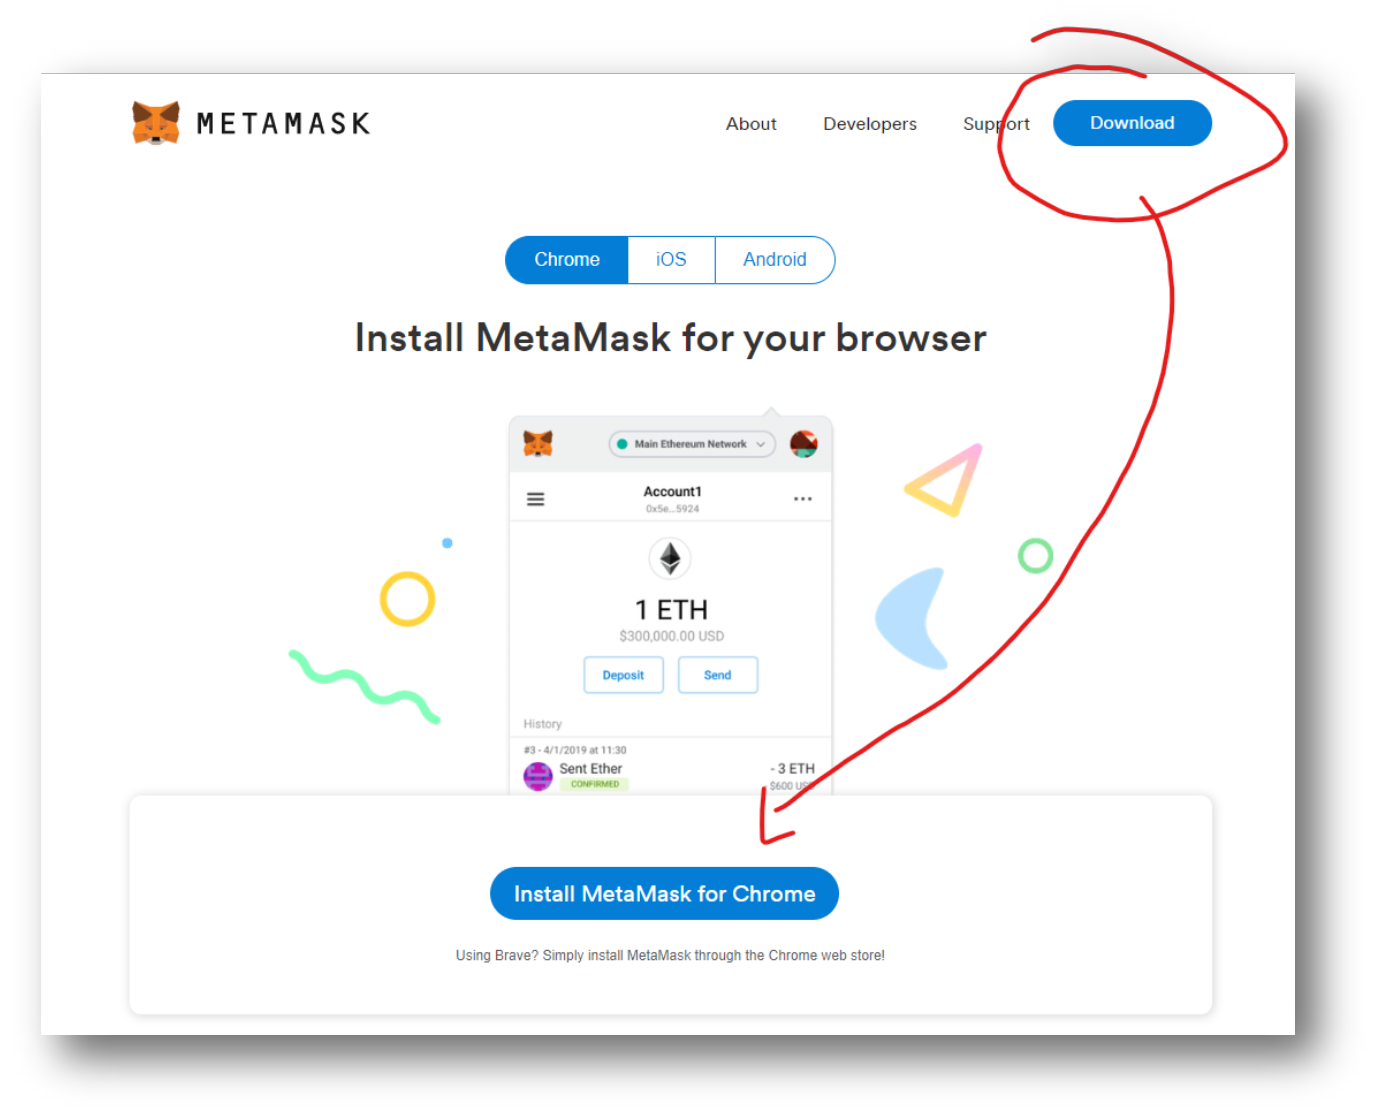 METAMASK
About Developers Support Download
Chrome iOS Android
Install MetaMask for your browser
Main Ethereum Network
Account1
0x5e...5924
1 ETH
$300,000.00 USD
Deposit Send
History
#3 - 4/1/2019 at 11:30
Sent Ether - 3 ETH
CONFIRMED $600 USD
Install MetaMask for Chrome
Using Brave? Simply install MetaMask through the Chrome web store!